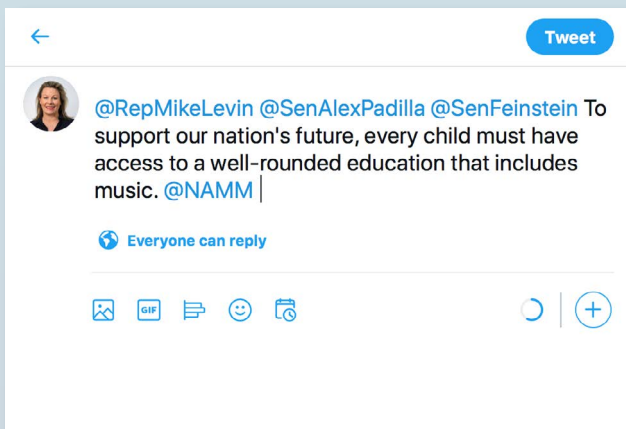 Tweet
@RepMikeLevin @SenAlexPadilla @SenFeinstein To
support our nation's future, every child must have
access to a well-rounded education that includes
music. @NAMM
Everyone can reply
GIF